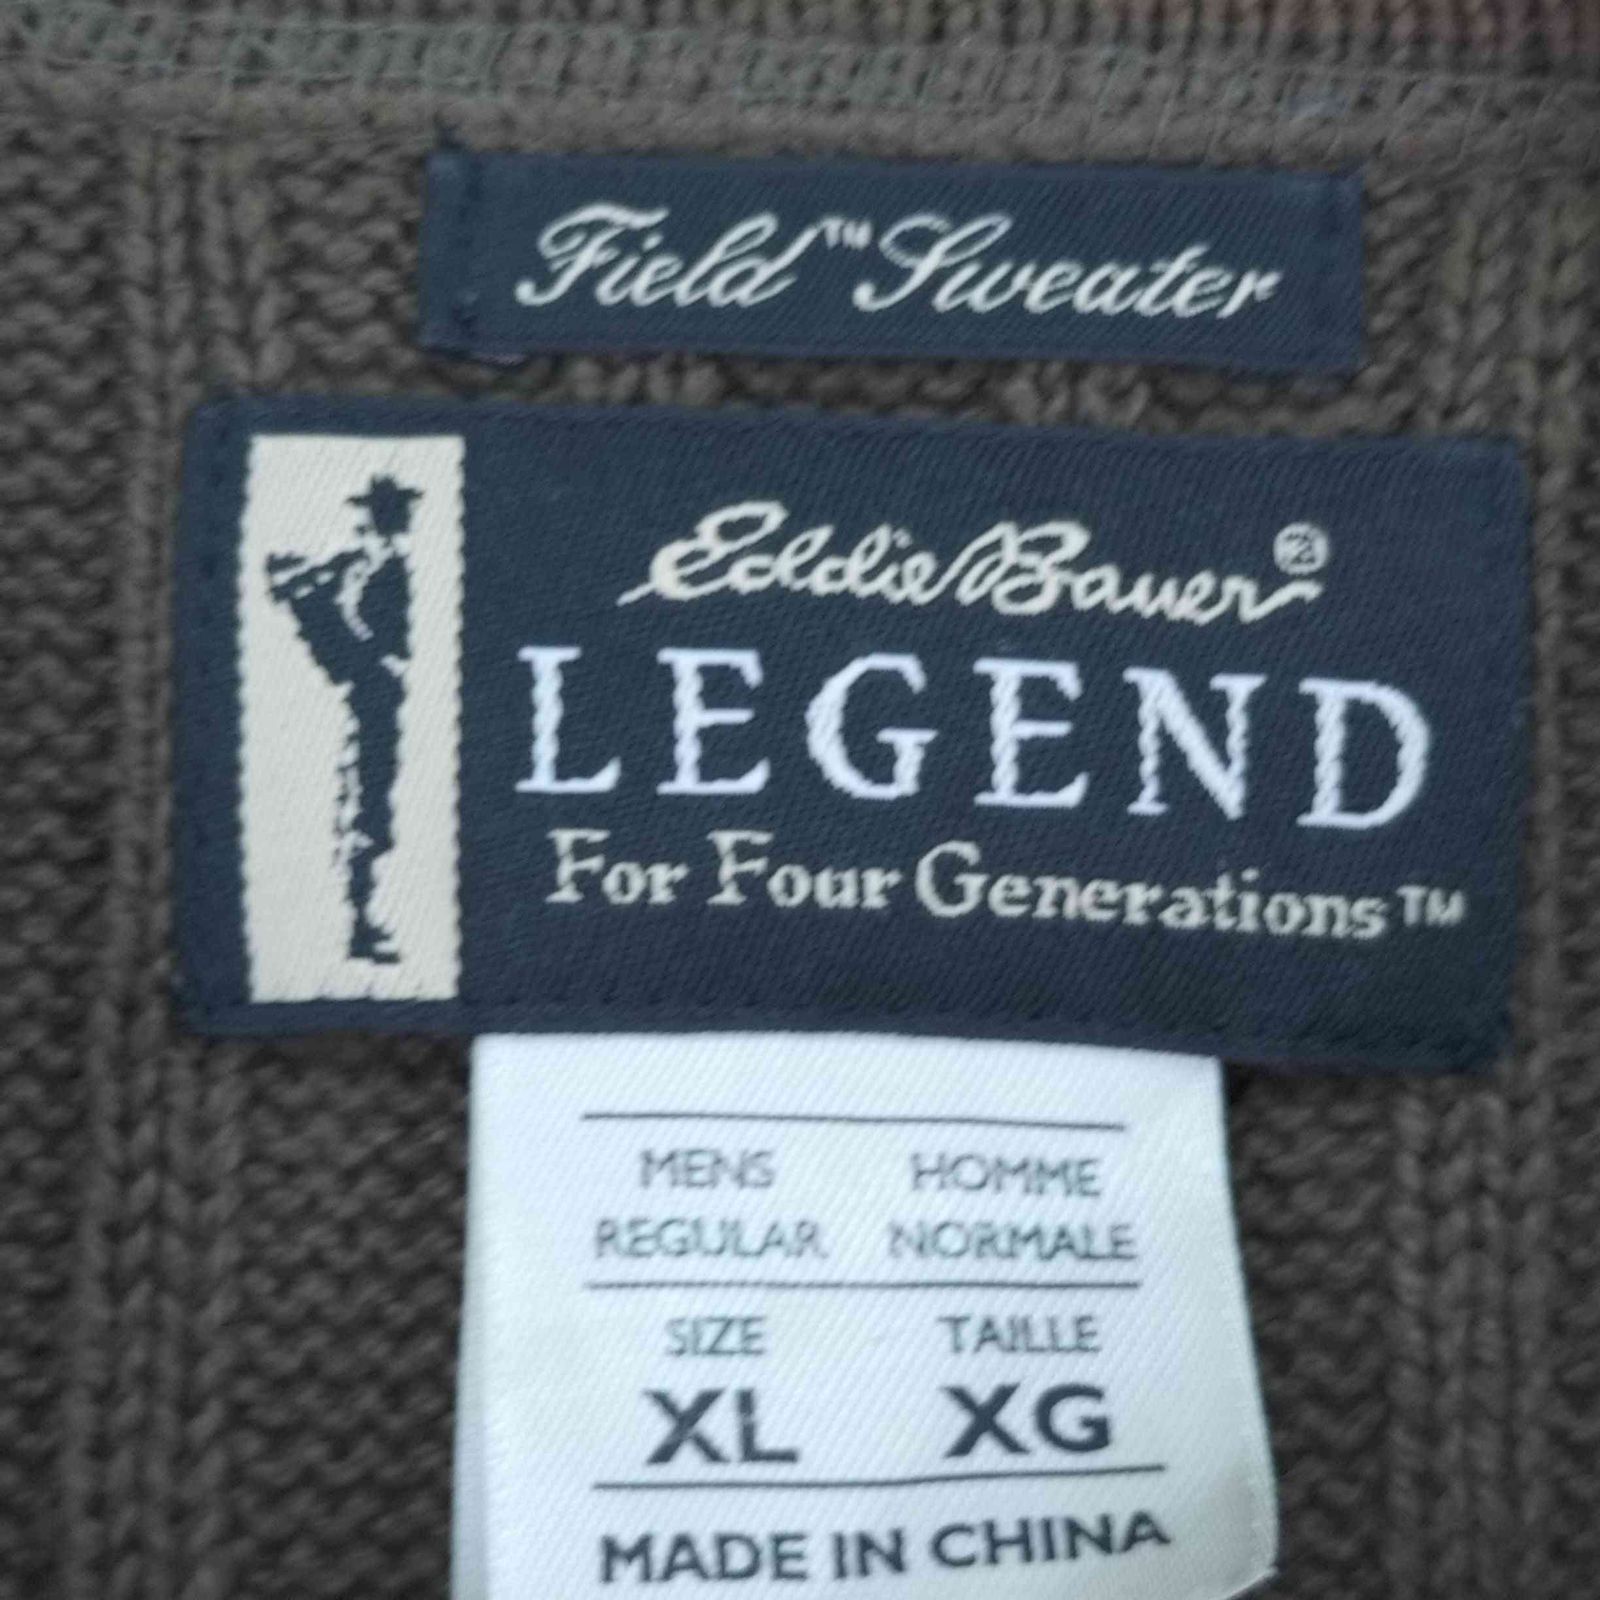 Field™ Sweater
Eddie Bauer®
LEGEND
For Four Generations™
MENS HOMME
REGULAR NORMALE
SIZE TAILLE
XL XG
MADE IN CHINA